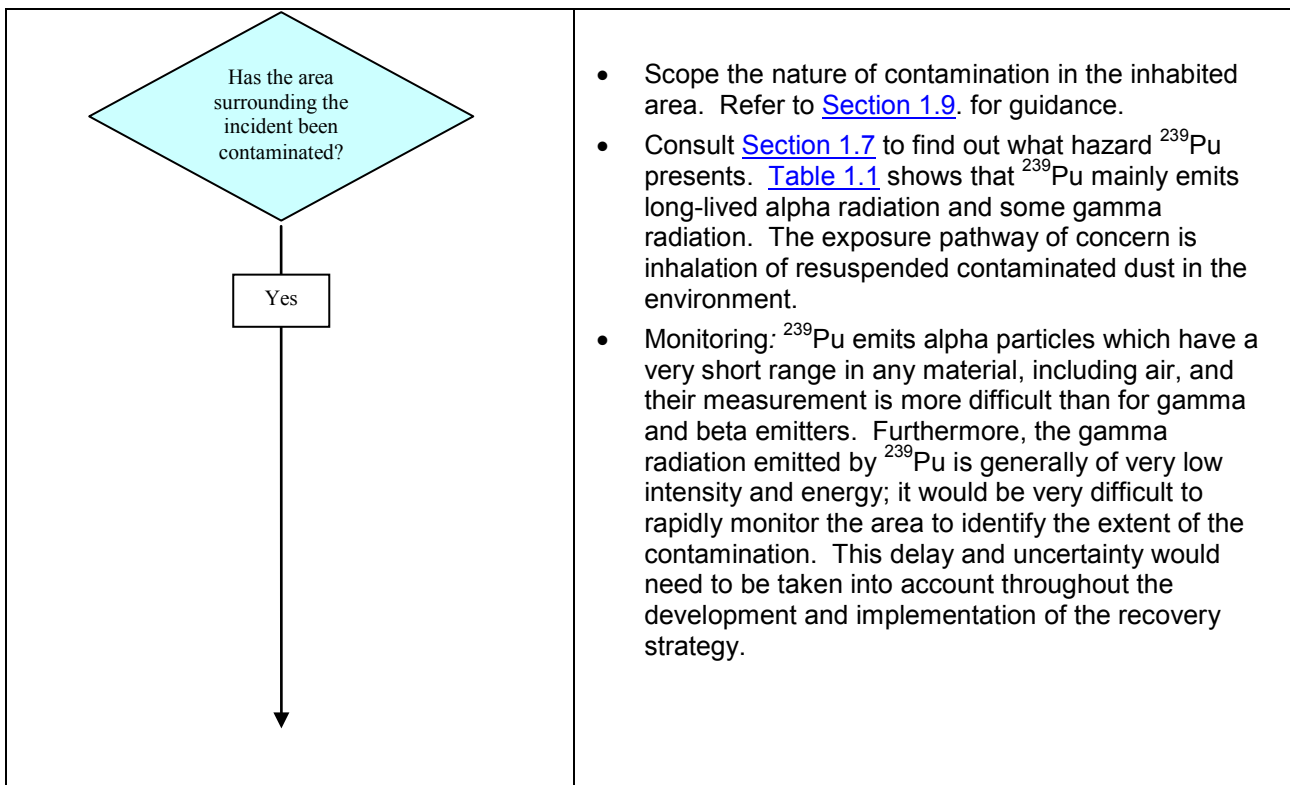 Has the area
surrounding the
incident been
contaminated?
Yes
• Scope the nature of contamination in the inhabited
area. Refer to Section 1.9. for guidance.
• Consult Section 1.7 to find out what hazard ²³⁹Pu
presents. Table 1.1 shows that ²³⁹Pu mainly emits
long-lived alpha radiation and some gamma
radiation. The exposure pathway of concern is
inhalation of resuspended contaminated dust in the
environment.
• Monitoring: ²³⁹Pu emits alpha particles which have a
very short range in any material, including air, and
their measurement is more difficult than for gamma
and beta emitters. Furthermore, the gamma
radiation emitted by ²³⁹Pu is generally of very low
intensity and energy; it would be very difficult to
rapidly monitor the area to identify the extent of the
contamination. This delay and uncertainty would
need to be taken into account throughout the
development and implementation of the recovery
strategy.